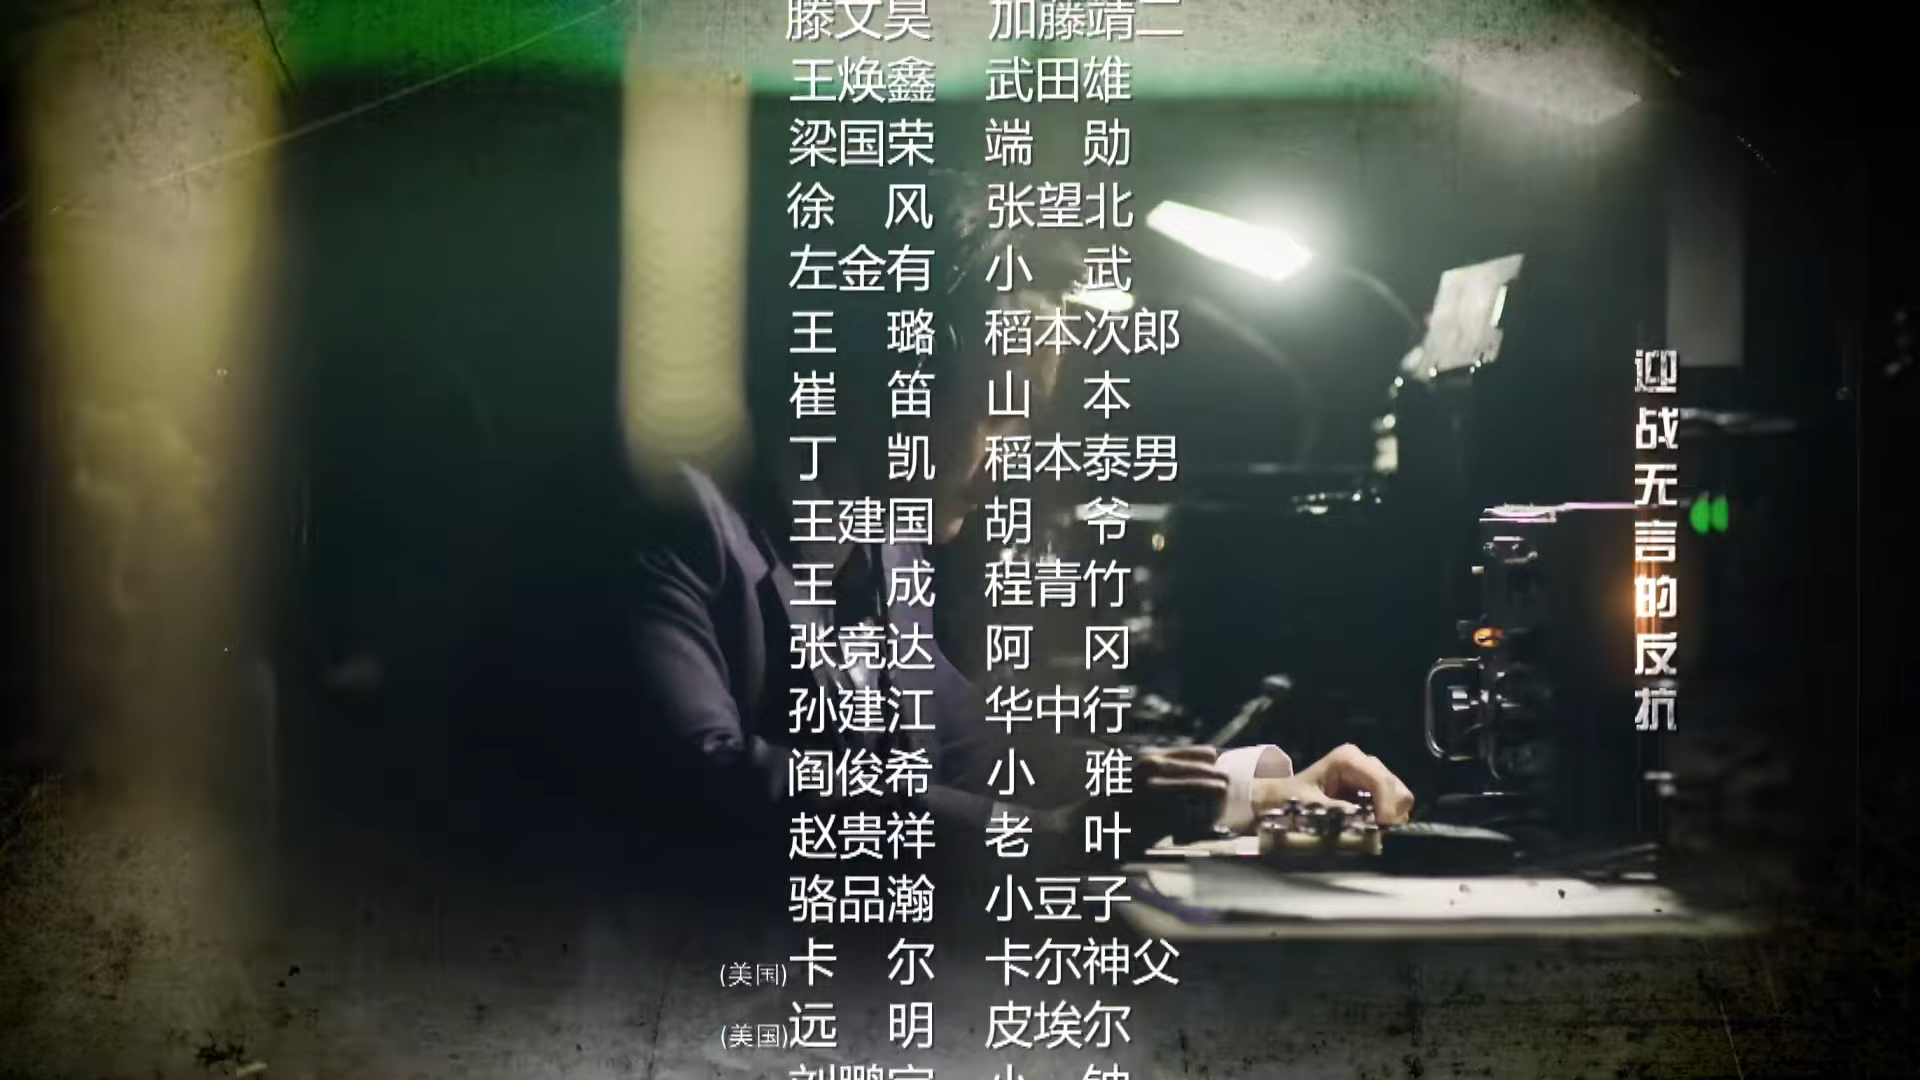 滕文昊 加藤靖二
王焕鑫 武田雄
梁国荣 端 勋
徐 风 张望北
左金有 小 武
王 璐 稻本次郎
崔 笛 山 本
丁 凯 稻本泰男
王建国 胡 爷
王 成 程青竹
张竞达 阿 冈
孙建江 华中行
阎俊希 小 雅
赵贵祥 老 叶
骆品瀚 小豆子
(美国)卡 尔 卡尔神父
(美国)远 明 皮埃尔
迎战无言的反抗